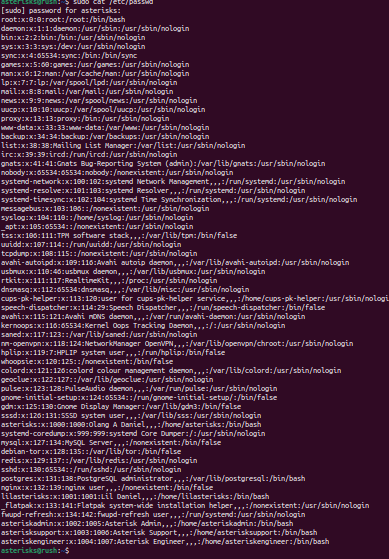 asterisks@rush:~$ sudo cat /etc/passwd
[sudo] password for asterisks:
root:x:0:0:root:/root:/bin/bash
daemon:x:1:1:daemon:/usr/sbin:/usr/sbin/nologin
bin:x:2:2:bin:/bin:/usr/sbin/nologin
sys:x:3:3:sys:/dev:/usr/sbin/nologin
sync:x:4:65534:sync:/bin:/bin/sync
games:x:5:60:games:/usr/games:/usr/sbin/nologin
man:x:6:12:man:/var/cache/man:/usr/sbin/nologin
lp:x:7:7:lp:/var/spool/lpd:/usr/sbin/nologin
mail:x:8:8:mail:/var/mail:/usr/sbin/nologin
news:x:9:9:news:/var/spool/news:/usr/sbin/nologin
uucp:x:10:10:uucp:/var/spool/uucp:/usr/sbin/nologin
proxy:x:13:13:proxy:/bin:/usr/sbin/nologin
www-data:x:33:33:www-data:/var/www:/usr/sbin/nologin
backup:x:34:34:backup:/var/backups:/usr/sbin/nologin
list:x:38:38:Mailing List Manager:/var/list:/usr/sbin/nologin
irc:x:39:39:ircd:/run/ircd:/usr/sbin/nologin
gnats:x:41:41:Gnats Bug-Reporting System (admin):/var/lib/gnats:/usr/sbin/nologin
nobody:x:65534:65534:nobody:/nonexistent:/usr/sbin/nologin
systemd-network:x:100:102:systemd Network Management,,,:/run/systemd:/usr/sbin/nologin
systemd-resolve:x:101:103:systemd Resolver,,,:/run/systemd:/usr/sbin/nologin
systemd-timesync:x:102:104:systemd Time Synchronization,,,:/run/systemd:/usr/sbin/nologin
messagebus:x:103:106::/nonexistent:/usr/sbin/nologin
syslog:x:104:110::/home/syslog:/usr/sbin/nologin
_apt:x:105:65534::/nonexistent:/usr/sbin/nologin
tss:x:106:111:TPM software stack,,,:/var/lib/tpm:/bin/false
uuidd:x:107:114::/run/uuidd:/usr/sbin/nologin
tcpdump:x:108:115::/nonexistent:/usr/sbin/nologin
avahi-autoipd:x:109:116:Avahi autoip daemon,,,:/var/lib/avahi-autoipd:/usr/sbin/nologin
usbmux:x:110:46:usbmux daemon,,,:/var/lib/usbmux:/usr/sbin/nologin
rtkit:x:111:117:RealtimeKit,,,:/proc:/usr/sbin/nologin
dnsmasq:x:112:65534:dnsmasq,,,:/var/lib/misc:/usr/sbin/nologin
cups-pk-helper:x:113:120:user for cups-pk-helper service,,,:/home/cups-pk-helper:/usr/sbin/nologin
speech-dispatcher:x:114:29:Speech Dispatcher,,,:/run/speech-dispatcher:/bin/false
avahi:x:115:121:Avahi mDNS daemon,,,:/var/run/avahi-daemon:/usr/sbin/nologin
kernoops:x:116:65534:Kernel Oops Tracking Daemon,,,:/:/usr/sbin/nologin
saned:x:117:123::/var/lib/saned:/usr/sbin/nologin
nm-openvpn:x:118:124:NetworkManager OpenVPN,,,:/var/lib/openvpn/chroot:/usr/sbin/nologin
hplip:x:119:7:HPLIP system user,,,:/run/hplip:/bin/false
whoopsie:x:120:125::/nonexistent:/bin/false
colord:x:121:126:colord colour management daemon,,,:/var/lib/colord:/usr/sbin/nologin
geoclue:x:122:127::/var/lib/geoclue:/usr/sbin/nologin
pulse:x:123:128:PulseAudio daemon,,,:/var/run/pulse:/usr/sbin/nologin
gnome-initial-setup:x:124:65534::/run/gnome-initial-setup/:/bin/false
gdm:x:125:130:Gnome Display Manager:/var/lib/gdm3:/bin/false
sssd:x:126:131:SSSD system user,,,:/var/lib/sss:/usr/sbin/nologin
asterisks:x:1000:1000:Olang A Daniel,,,:/home/asterisks:/bin/bash
systemd-coredump:x:999:999:systemd Core Dumper:/:/usr/sbin/nologin
mysql:x:127:134:MySQL Server,,,:/nonexistent:/bin/false
debian-tor:x:128:135::/var/lib/tor:/bin/false
redis:x:129:137::/var/lib/redis:/usr/sbin/nologin
sshd:x:130:65534::/run/sshd:/usr/sbin/nologin
postgres:x:131:138:PostgreSQL administrator,,,:/var/lib/postgresql:/bin/bash
nginx:x:132:139:nginx user,,,:/nonexistent:/bin/false
lilasterisks:x:1001:1001:Lil Daniel,,,:/home/lilasterisks:/bin/bash
_flatpak:x:133:141:Flatpak system-wide installation helper,,,:/nonexistent:/usr/sbin/nologin
fwupd-refresh:x:134:142:fwupd-refresh user,,,:/run/systemd:/usr/sbin/nologin
asteriskadmin:x:1002:1005:Asterisk Admin,,,:/home/asteriskadmin:/bin/bash
asterisksupport:x:1003:1006:Asterisk Support,,,:/home/asterisksupport:/bin/bash
asteriskengineer:x:1004:1007:Asterisk Engineer,,,:/home/asteriskengineer:/bin/bash
asterisks@rush:~$